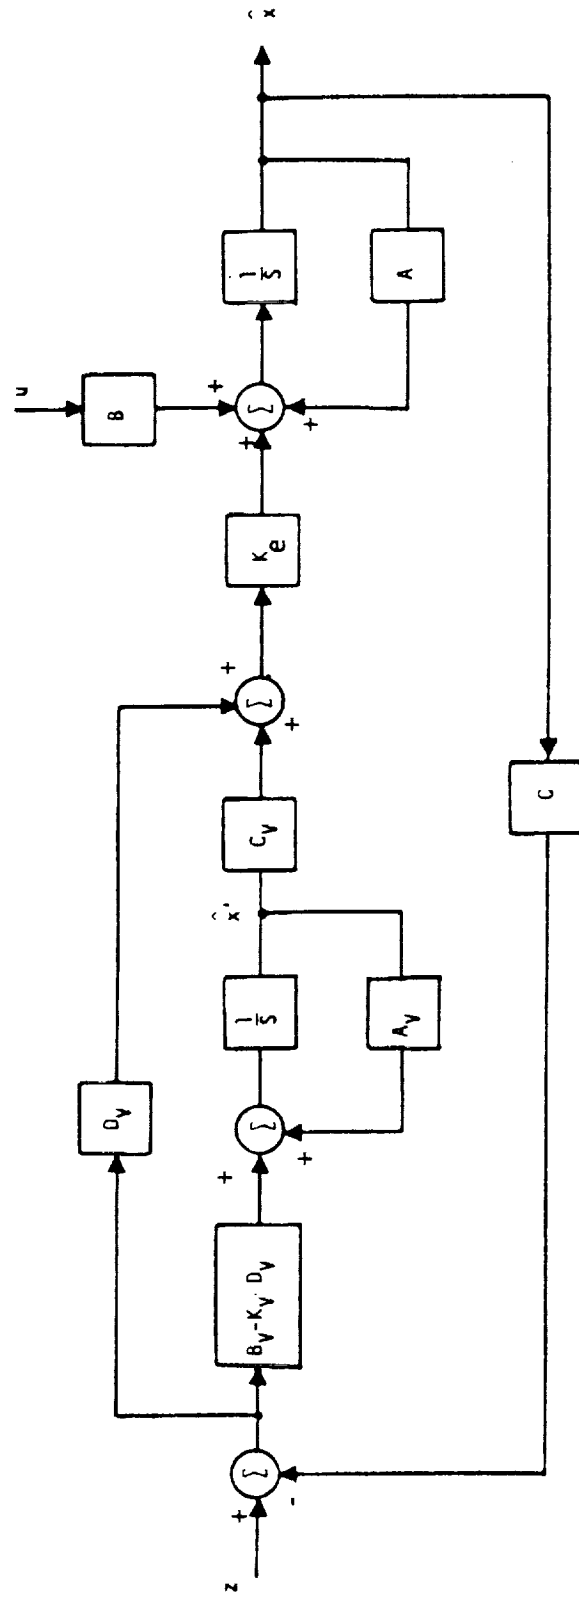 z
+
-
Σ
B_V-K_V D_V
D_V
+
+
Σ
1/S
A_V
x̂'
C_V
+
+
Σ
K_e
u
B
+
+
+
Σ
1/S
A
x̂
C